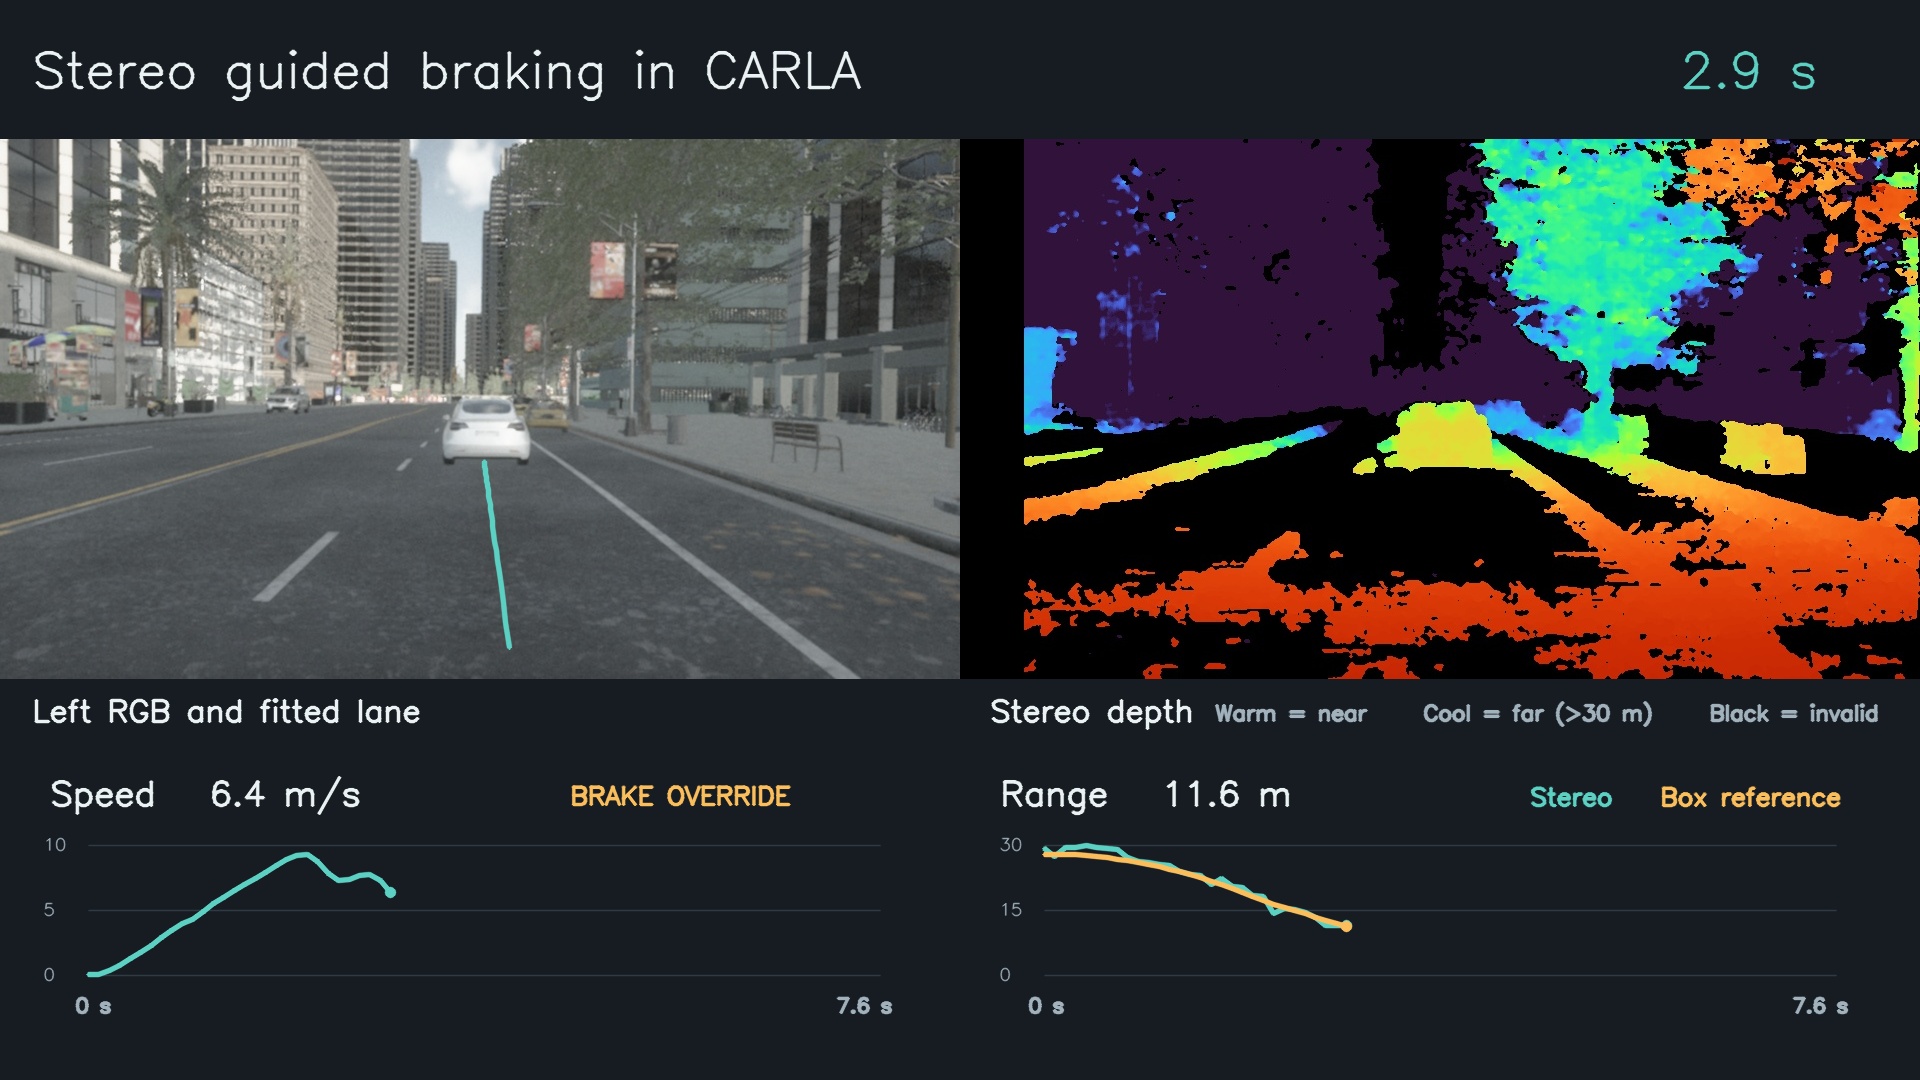 Stereo guided braking in CARLA
2.9 s
Left RGB and fitted lane
Stereo depth Warm = near Cool = far (>30 m) Black = invalid
Speed 6.4 m/s BRAKE OVERRIDE
10
5
0
0 s 7.6 s
Range 11.6 m Stereo Box reference
30
15
0
0 s 7.6 s